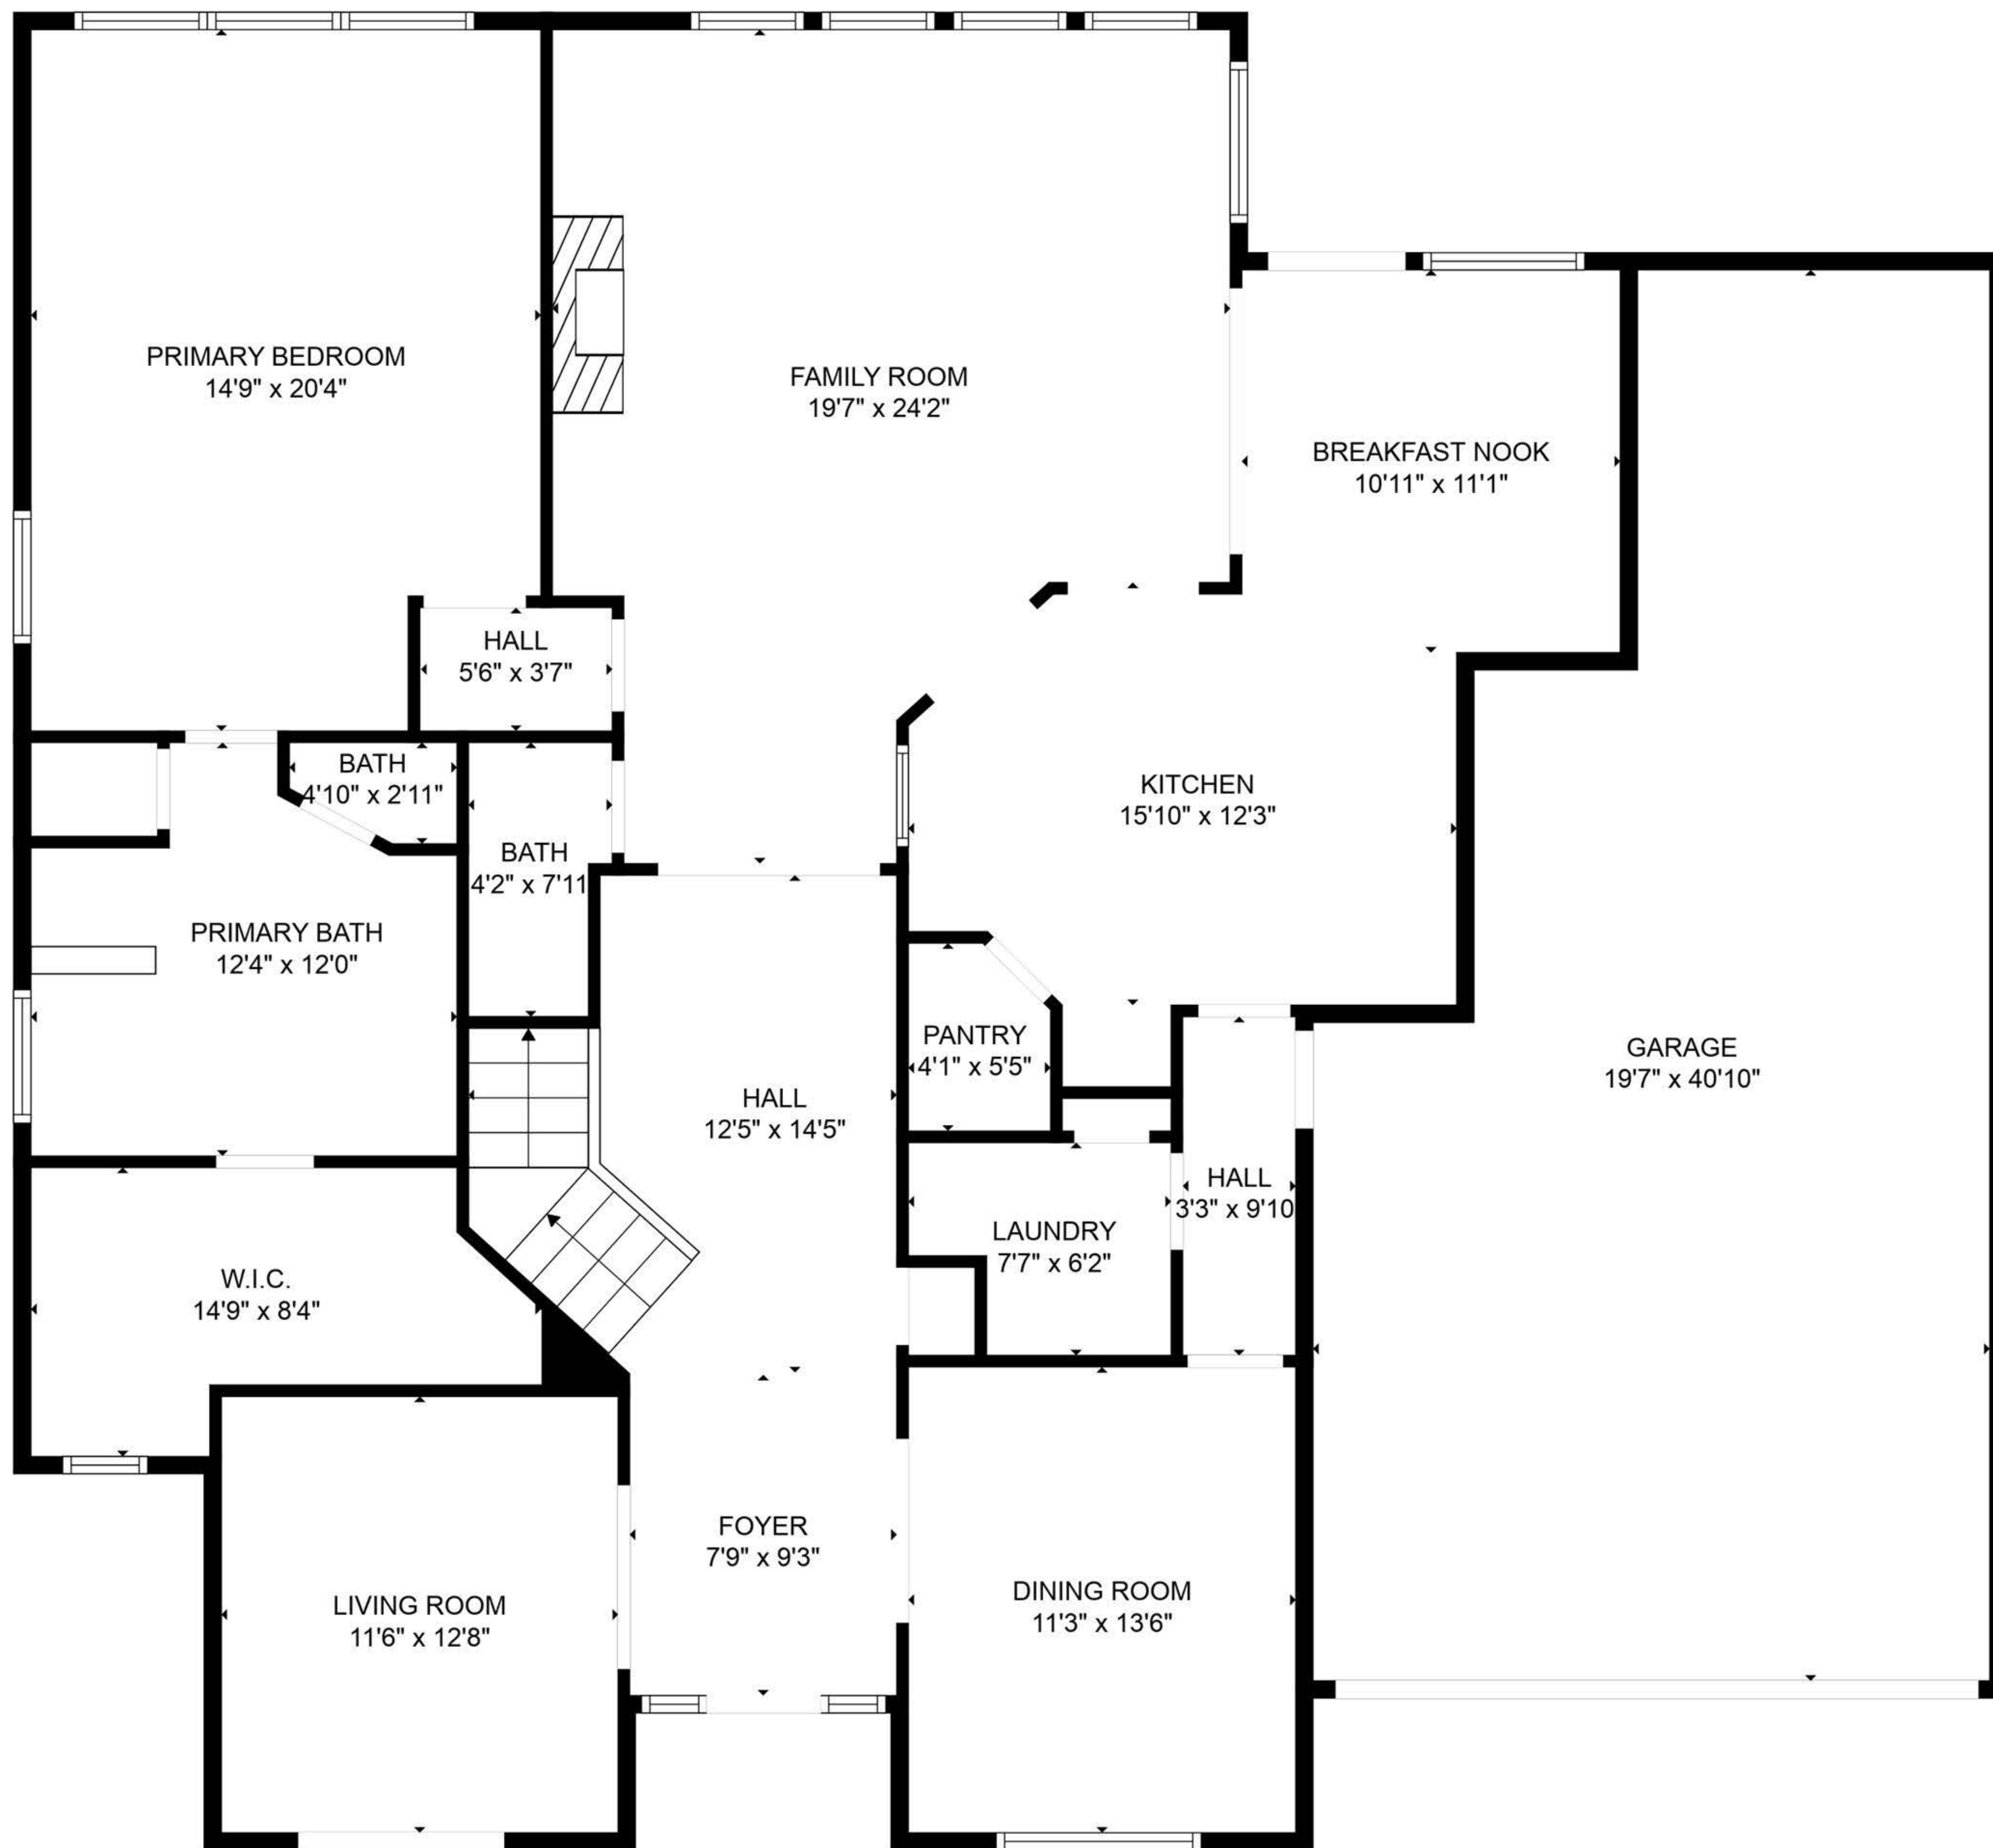 PRIMARY BEDROOM
14'9" x 20'4"
FAMILY ROOM
19'7" x 24'2"
BREAKFAST NOOK
10'11" x 11'1"
HALL
5'6" x 3'7"
BATH
4'10" x 2'11"
KITCHEN
15'10" x 12'3"
BATH
4'2" x 7'11
PRIMARY BATH
12'4" x 12'0"
PANTRY
4'1" x 5'5"
GARAGE
19'7" x 40'10"
HALL
12'5" x 14'5"
HALL
3'3" x 9'10
LAUNDRY
7'7" x 6'2"
W.I.C.
14'9" x 8'4"
FOYER
7'9" x 9'3"
DINING ROOM
11'3" x 13'6"
LIVING ROOM
11'6" x 12'8"